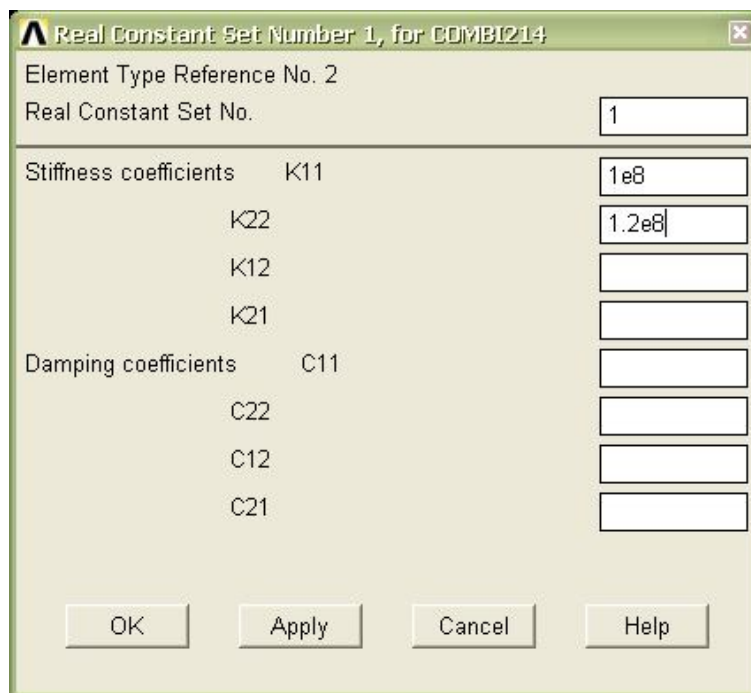 Real Constant Set Number 1, for COMBI214
Element Type Reference No. 2
Real Constant Set No. 1
Stiffness coefficients K11 1e8
K22 1.2e8
K12
K21
Damping coefficients C11
C22
C12
C21
OK Apply Cancel Help